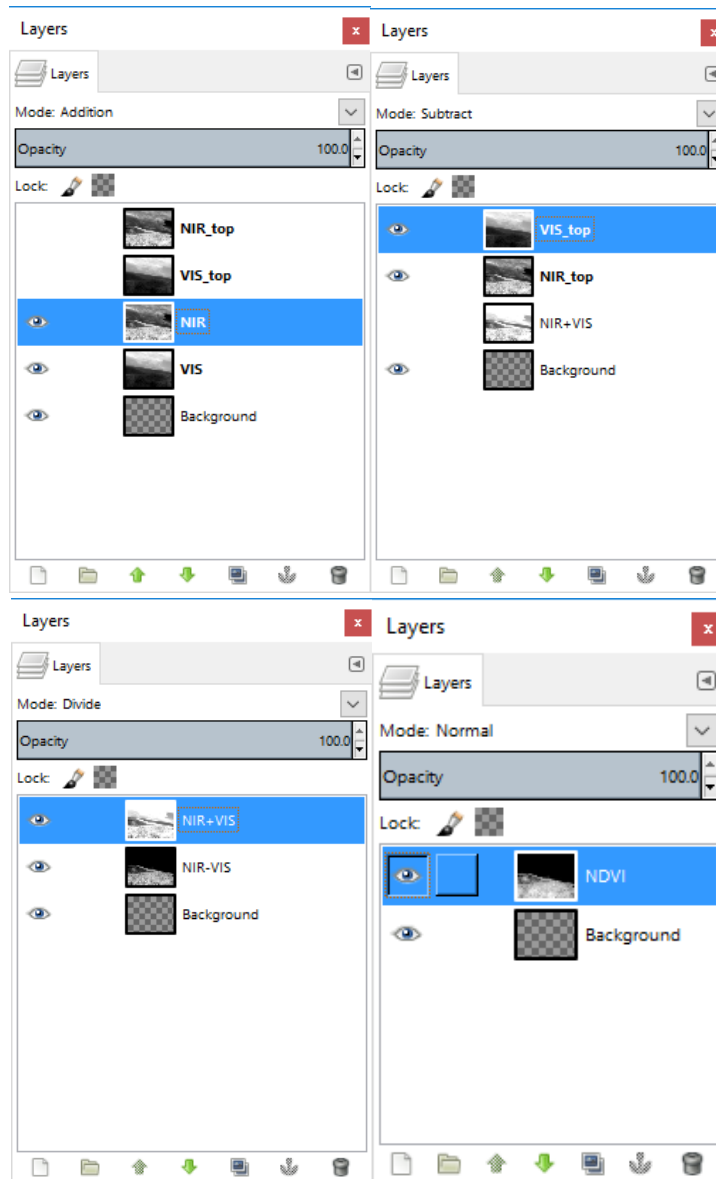 Layers
x
Layers
Mode: Addition
Opacity 100.0
Lock:
NIR_top
VIS_top
NIR
VIS
Background
Layers
x
Layers
Mode: Subtract
Opacity 100.0
Lock:
VIS_top
NIR_top
NIR+VIS
Background
Layers
x
Layers
Mode: Divide
Opacity 100.0
Lock:
NIR+VIS
NIR-VIS
Background
Layers
x
Layers
Mode: Normal
Opacity 100.0
Lock:
NDVI
Background